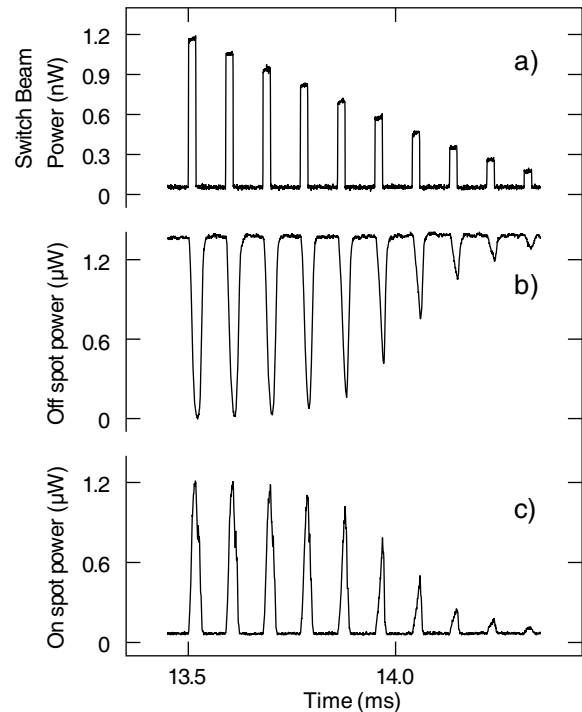 Switch Beam
Power (nW)
1.2
0.9
0.6
0.3
0
a)
Off spot power (µW)
1.2
0.6
0
b)
On spot power (µW)
1.2
0.6
0
c)
13.5 14.0
Time (ms)